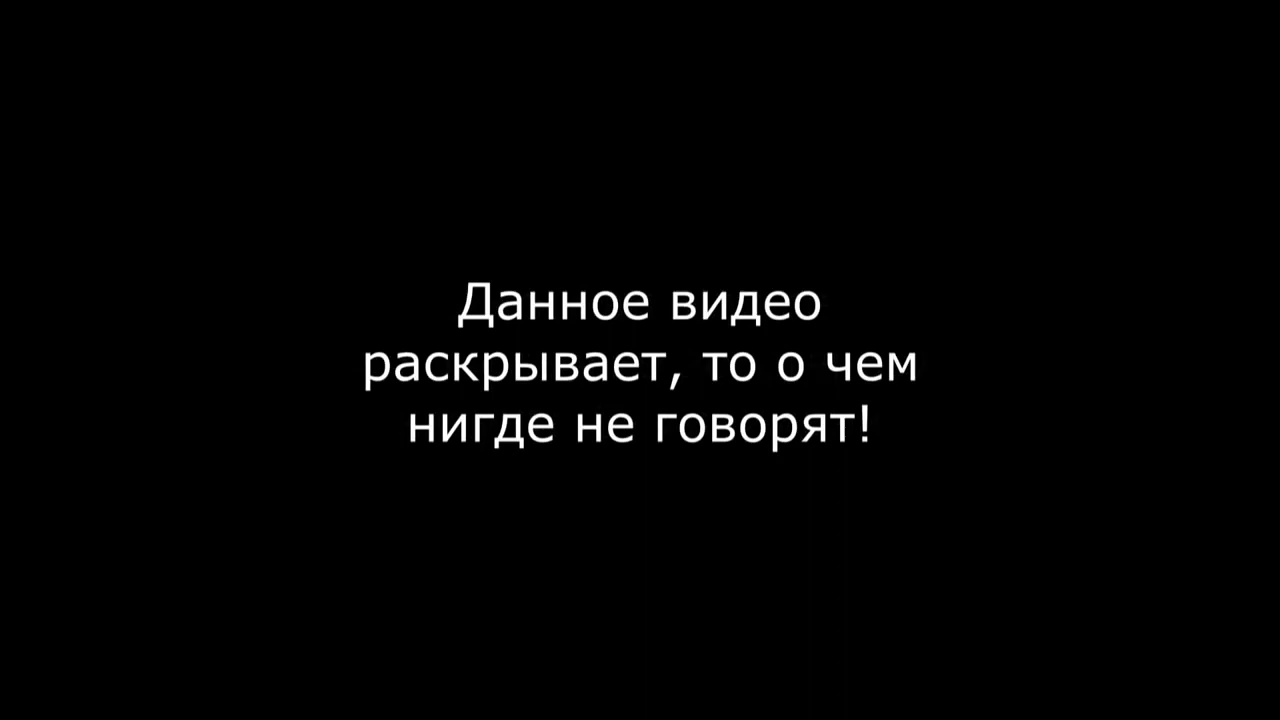 Данное видео
раскрывает, то о чем
нигде не говорят!